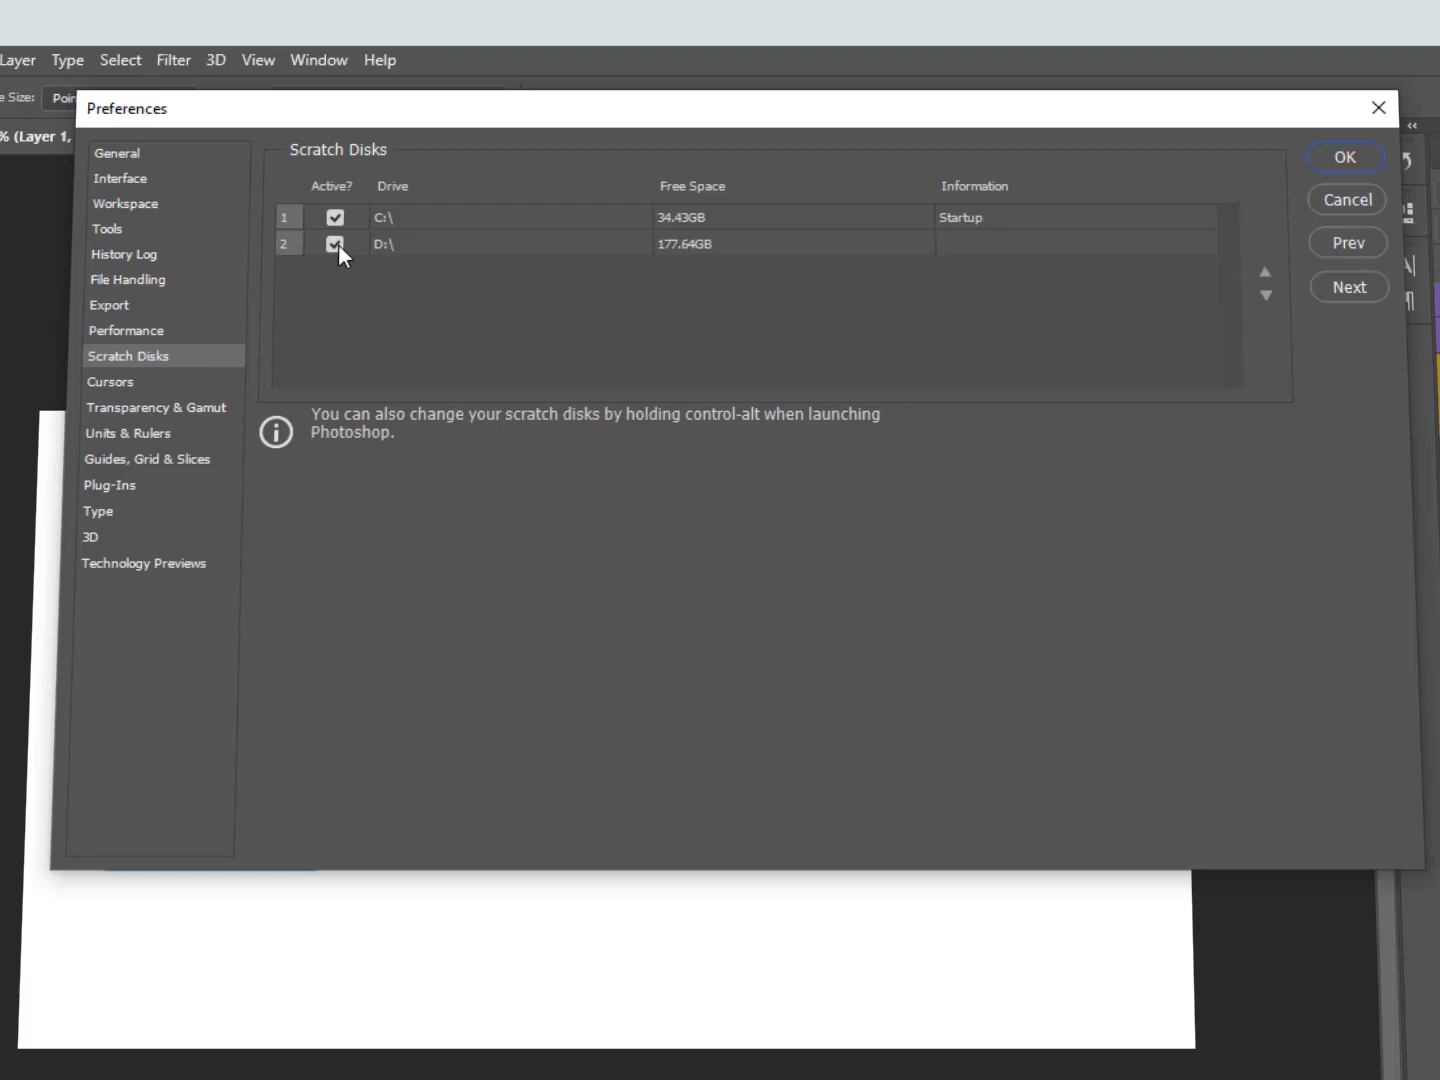 Layer Type Select Filter 3D View Window Help
e Size:
% (Layer 1,
Preferences
General
Interface
Workspace
Tools
History Log
File Handling
Export
Performance
Scratch Disks
Cursors
Transparency & Gamut
Units & Rulers
Guides, Grid & Slices
Plug-Ins
Type
3D
Technology Previews
Scratch Disks
Active? Drive Free Space Information
1 C:\ 34.43GB Startup
2 D:\ 177.64GB
You can also change your scratch disks by holding control-alt when launching
Photoshop.
OK
Cancel
Prev
Next